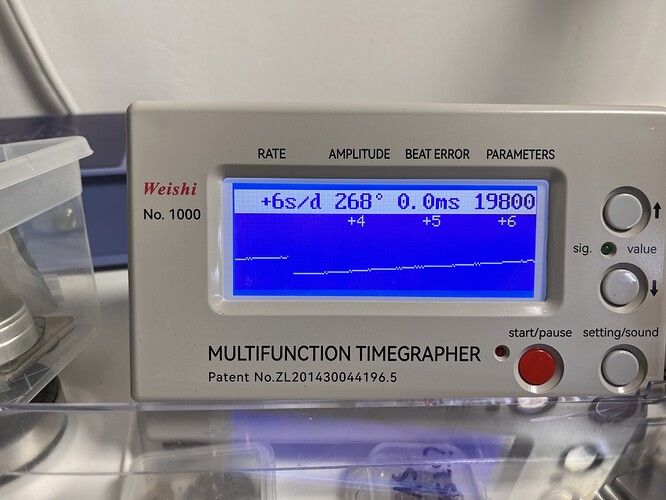 RATE AMPLITUDE BEAT ERROR PARAMETERS
Weishi
No. 1000
+6s/d 268° 0.0ms 19800
+4 +5 +6
sig. value
start/pause setting/sound
MULTIFUNCTION TIMEGRAPHER
Patent No.ZL201430044196.5